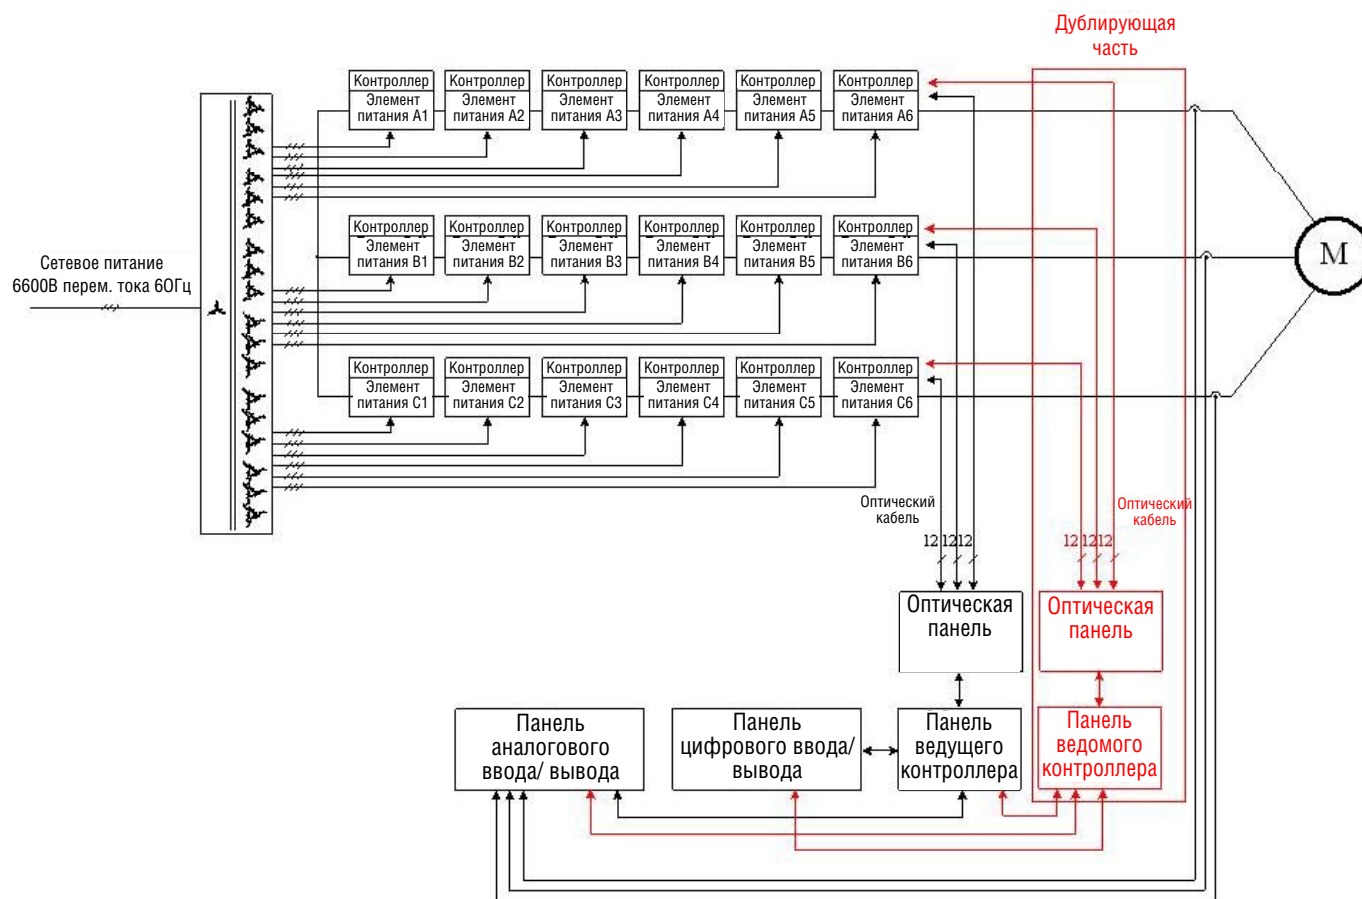 Дублирующая
часть
Контроллер
Элемент
питания A1
Контроллер
Элемент
питания A2
Контроллер
Элемент
питания A3
Контроллер
Элемент
питания A4
Контроллер
Элемент
питания A5
Контроллер
Элемент
питания A6
Контроллер
Элемент
питания B1
Контроллер
Элемент
питания B2
Контроллер
Элемент
питания B3
Контроллер
Элемент
питания B4
Контроллер
Элемент
питания B5
Контроллер
Элемент
питания B6
M
Сетевое питание
6600В перем. тока 60Гц
Контроллер
Элемент
питания C1
Контроллер
Элемент
питания C2
Контроллер
Элемент
питания C3
Контроллер
Элемент
питания C4
Контроллер
Элемент
питания C5
Контроллер
Элемент
питания C6
Оптический
кабель
Оптический
кабель
12 12 12
12 12 12
Оптическая
панель
Оптическая
панель
Панель
аналогового
ввода/ вывода
Панель
цифрового ввода/
вывода
Панель
ведущего
контроллера
Панель
ведомого
контроллера